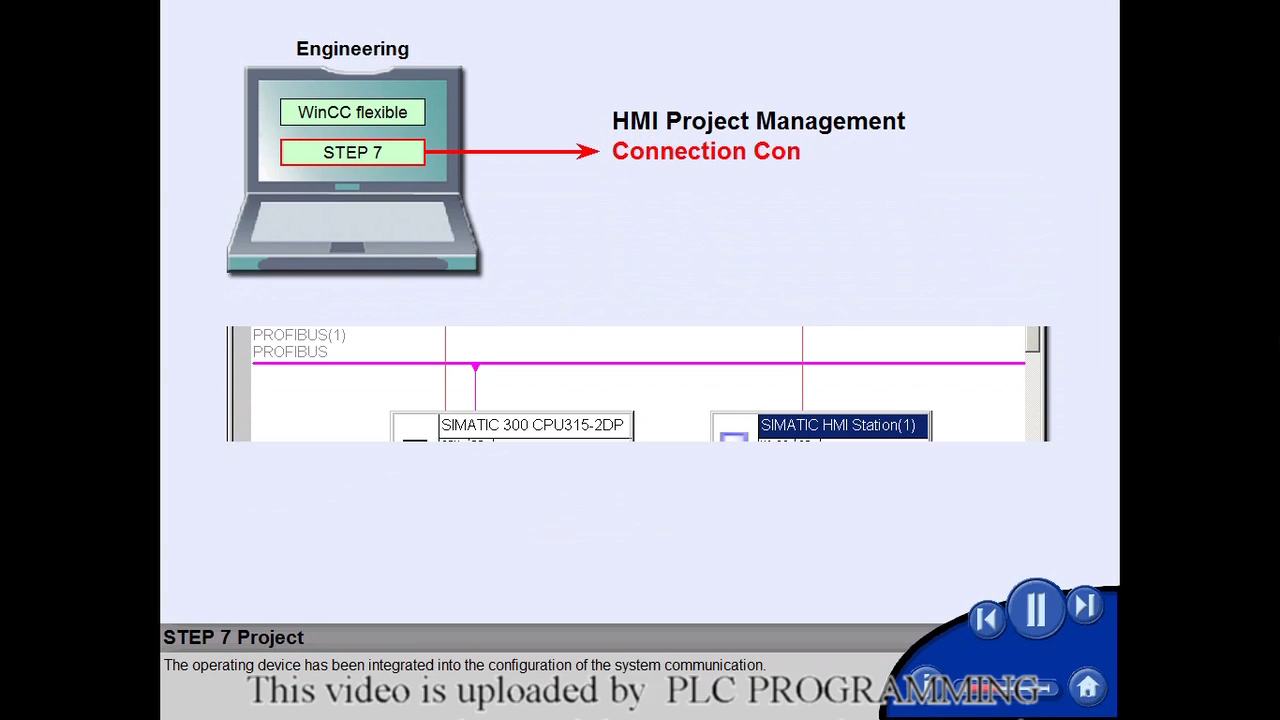 Engineering
WinCC flexible
STEP 7
HMI Project Management
Connection Con
PROFIBUS(1)
PROFIBUS
SIMATIC 300 CPU315-2DP
SIMATIC HMI Station(1)
STEP 7 Project
The operating device has been integrated into the configuration of the system communication.
This video is uploaded by PLC PROGRAMMING